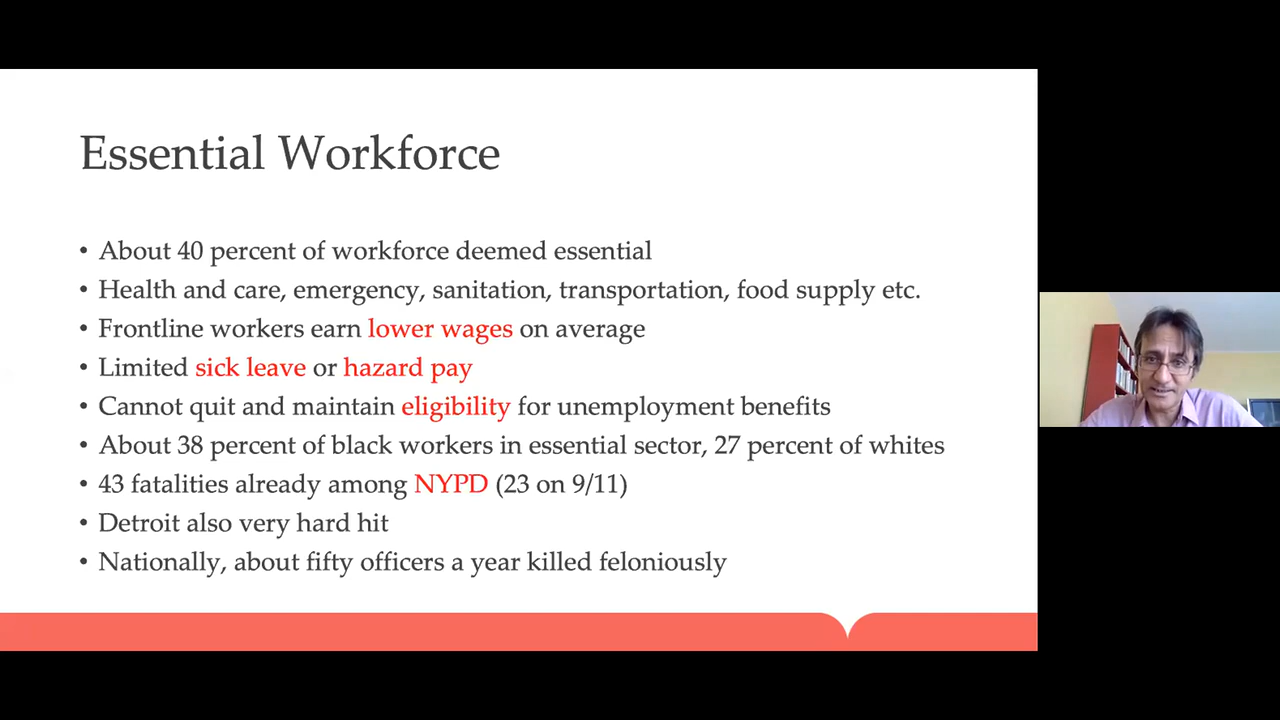 Essential Workforce
• About 40 percent of workforce deemed essential
• Health and care, emergency, sanitation, transportation, food supply etc.
• Frontline workers earn lower wages on average
• Limited sick leave or hazard pay
• Cannot quit and maintain eligibility for unemployment benefits
• About 38 percent of black workers in essential sector, 27 percent of whites
• 43 fatalities already among NYPD (23 on 9/11)
• Detroit also very hard hit
• Nationally, about fifty officers a year killed feloniously